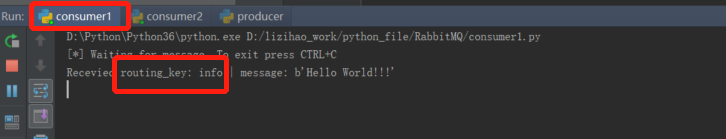 Run: consumer1 consumer2 producer
D:\Python\Python36\python.exe D:/lizihao_work/python_file/RabbitMQ/consumer1.py
[*] Waiting for message. To exit press CTRL+C
Recevied routing_key: info | message: b'Hello World!!!'